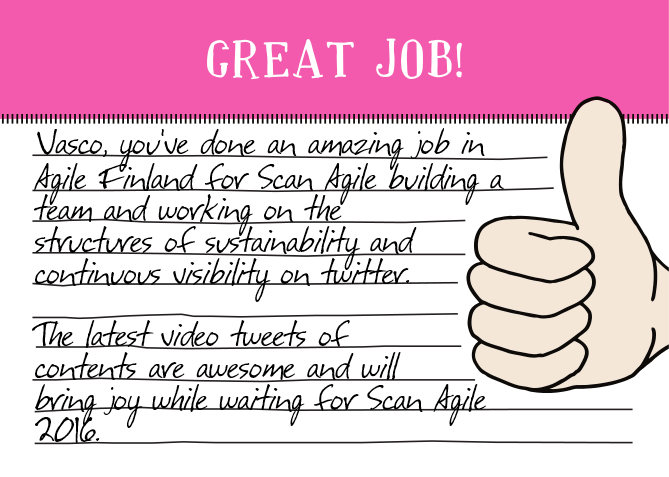 GREAT JOB!
Vasco, you've done an amazing job in
Agile Finland for Scan Agile building a
team and working on the
structures of sustainability and
continuous visibility on twitter.
The latest video tweets of
contents are awesome and will
bring joy while waiting for Scan Agile
2016.